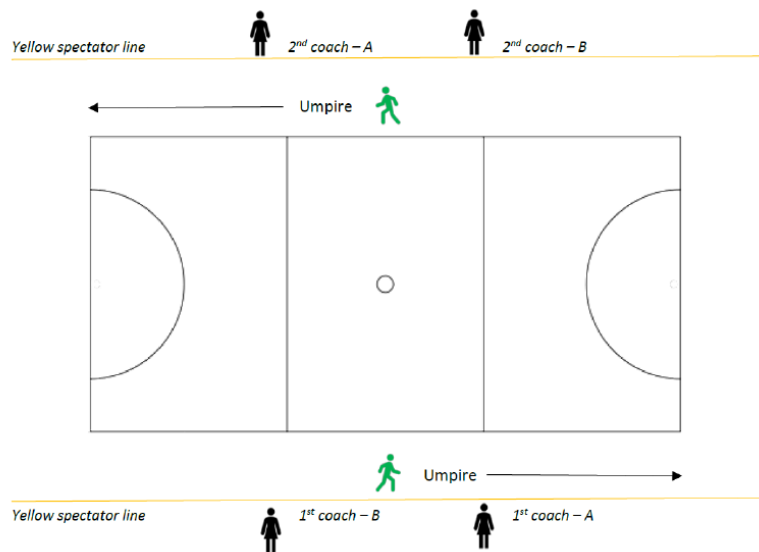 Yellow spectator line
2nd coach – A
2nd coach – B
Umpire
Umpire
Yellow spectator line
1st coach – B
1st coach – A